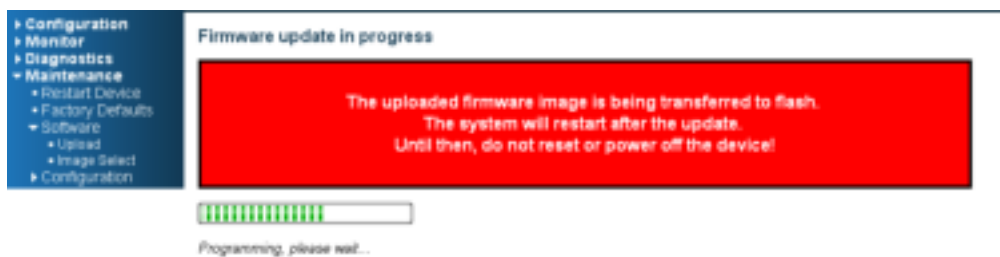 Configuration
Monitor
Diagnostics
Maintenance
Restart Device
Factory Defaults
Software
Upload
Image Select
Configuration
Firmware update in progress
The uploaded firmware image is being transferred to flash.
The system will restart after the update.
Until then, do not reset or power off the device!
Programming, please wait...